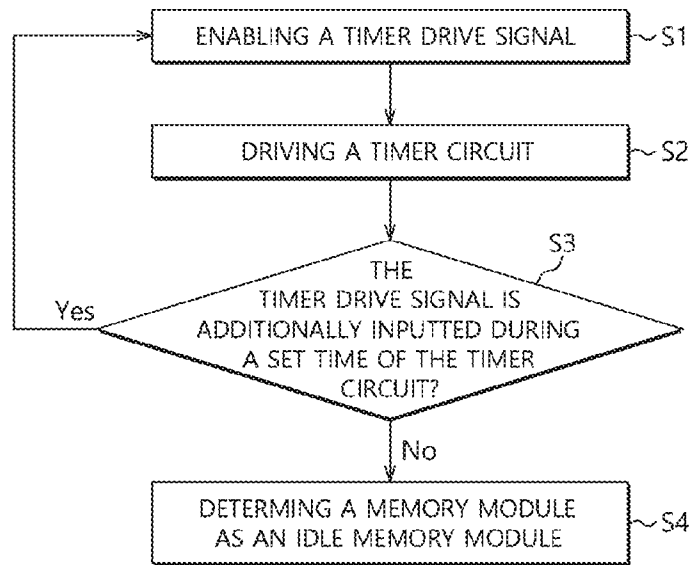 ENABLING A TIMER DRIVE SIGNAL
S1
DRIVING A TIMER CIRCUIT
S2
S3
THE
TIMER DRIVE SIGNAL IS
ADDITIONALLY INPUTTED DURING
A SET TIME OF THE TIMER
CIRCUIT?
Yes
No
DETERMING A MEMORY MODULE
AS AN IDLE MEMORY MODULE
S4